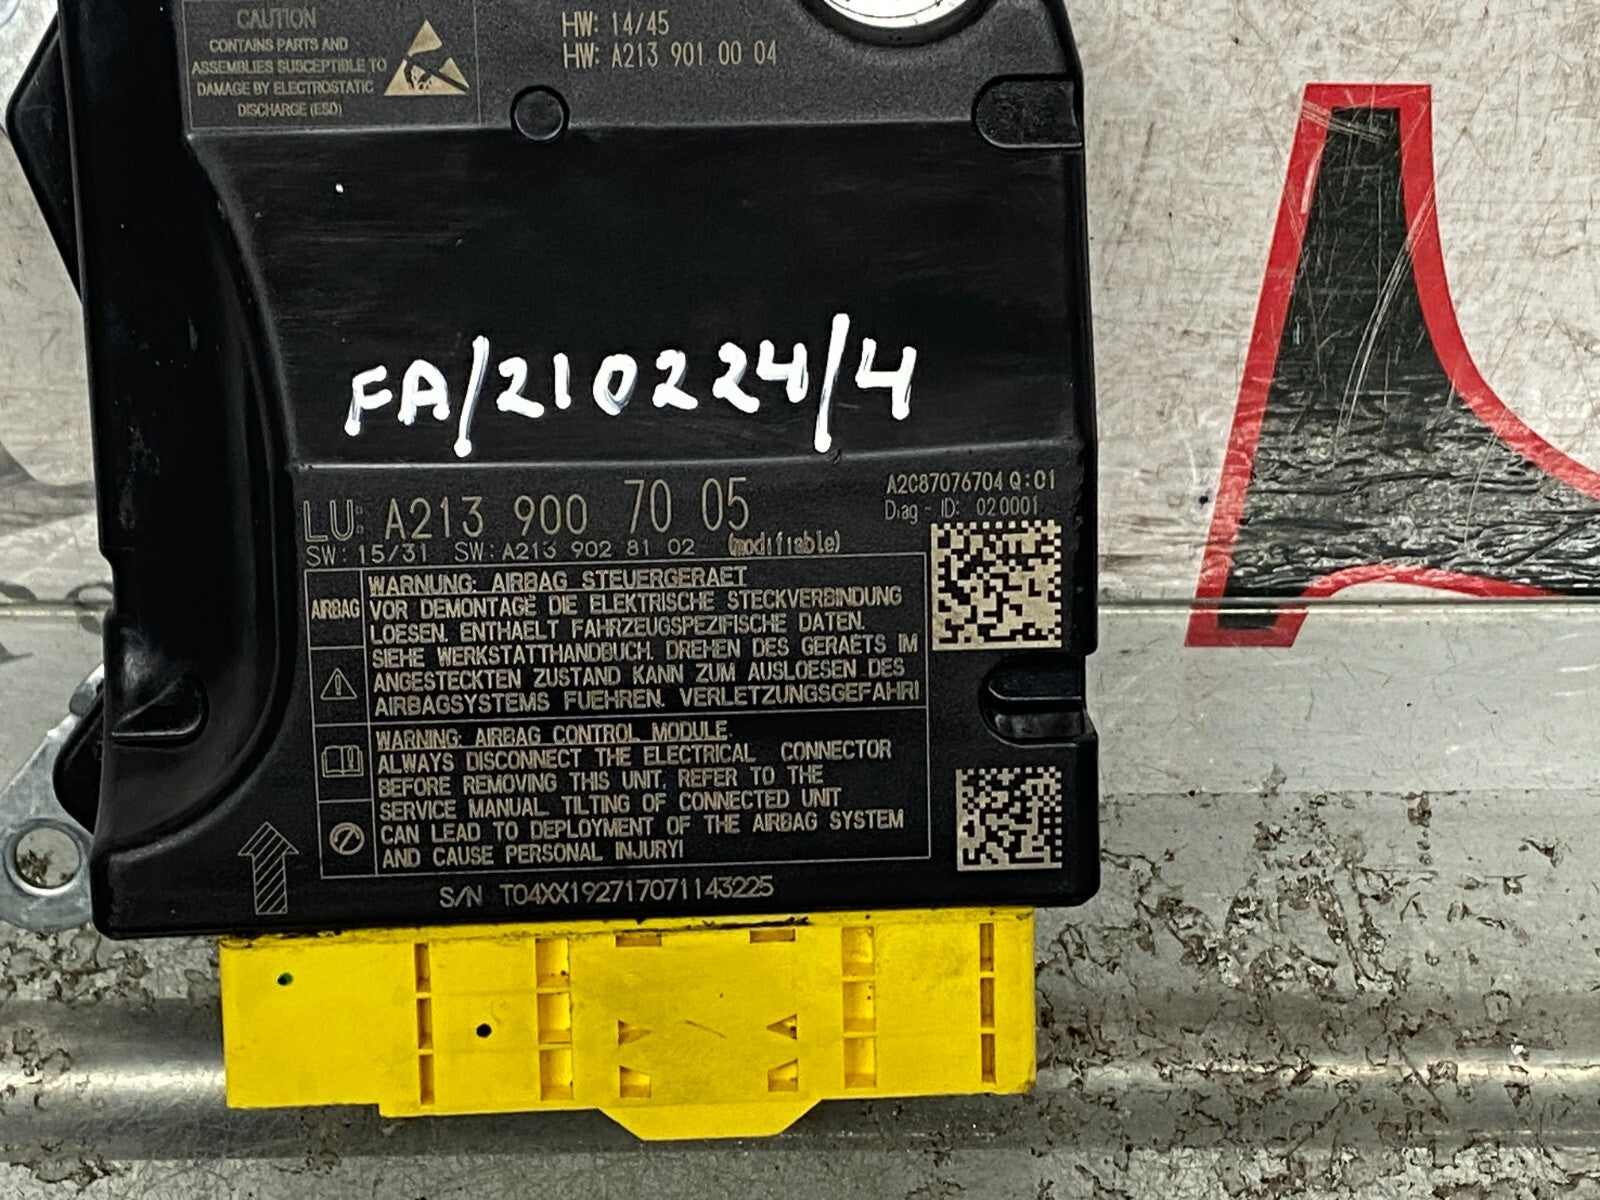 CAUTION
CONTAINS PARTS AND
ASSEMBLIES SUSCEPTIBLE TO
DAMAGE BY ELECTROSTATIC
DISCHARGE (ESD)
HW: 14/45
HW: A213 901 00 04
FA/210224/4
LU: A213 900 70 05
SW: 15/31 SW: A213 902 81 02 (modifiable)
A2C87076704 Q:01
Diag - ID: 020001
AIRBAG
WARNUNG: AIRBAG STEUERGERAET
VOR DEMONTAGE DIE ELEKTRISCHE STECKVERBINDUNG
LOESEN. ENTHAELT FAHRZEUGSPEZIFISCHE DATEN.
SIEHE WERKSTATTHANDBUCH. DREHEN DES GERAETS IM
ANGESTECKTEN ZUSTAND KANN ZUM AUSLOESEN DES
AIRBAGSYSTEMS FUEHREN. VERLETZUNGSGEFAHR!
WARNING: AIRBAG CONTROL MODULE.
ALWAYS DISCONNECT THE ELECTRICAL CONNECTOR
BEFORE REMOVING THIS UNIT. REFER TO THE
SERVICE MANUAL. TILTING OF CONNECTED UNIT
CAN LEAD TO DEPLOYMENT OF THE AIRBAG SYSTEM
AND CAUSE PERSONAL INJURY!
S/N T04XX192717071143225